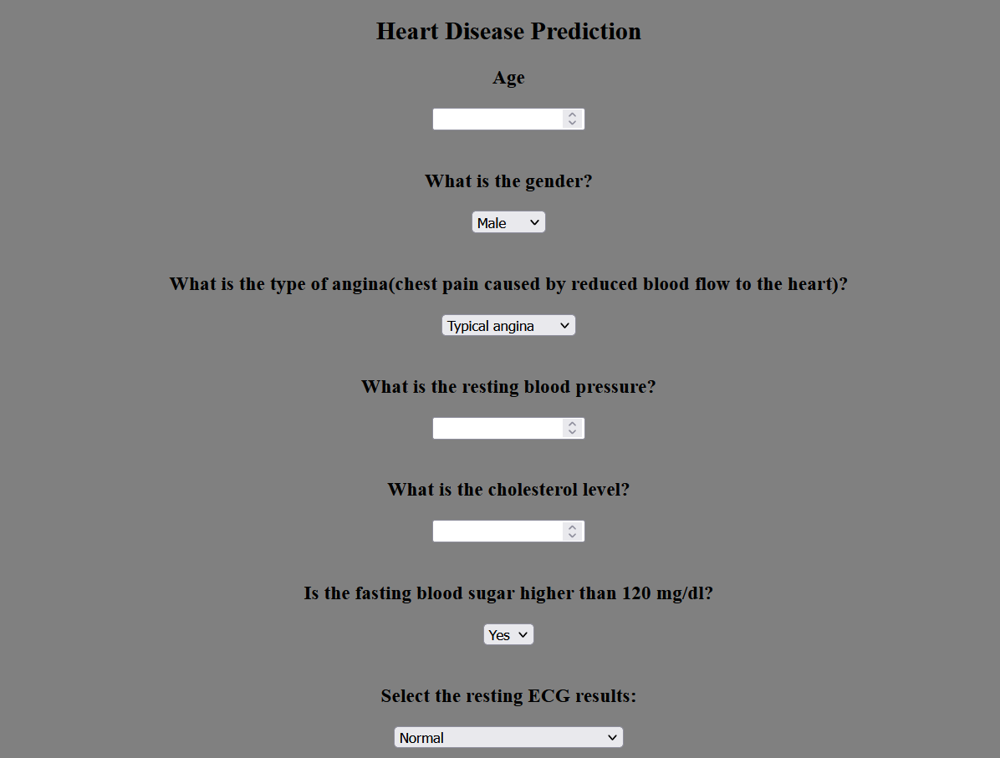 Heart Disease Prediction
Age
What is the gender?
Male
What is the type of angina(chest pain caused by reduced blood flow to the heart)?
Typical angina
What is the resting blood pressure?
What is the cholesterol level?
Is the fasting blood sugar higher than 120 mg/dl?
Yes
Select the resting ECG results:
Normal